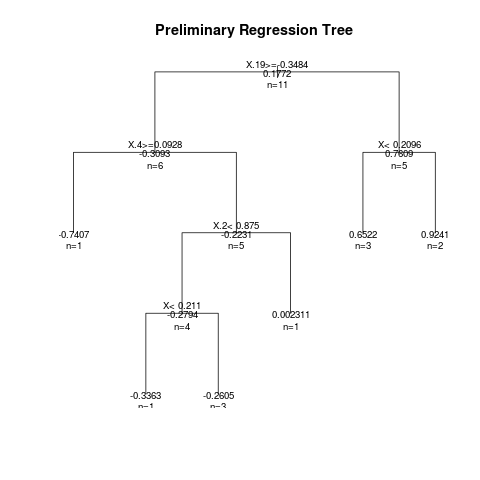 Preliminary Regression Tree
X.19>=-0.3484
0.1772
n=11
X.4>=0.0928
-0.3093
n=6
X< 0.2096
0.7609
n=5
-0.7407
n=1
X.2< 0.875
-0.2231
n=5
0.6522
n=3
0.9241
n=2
X< 0.211
-0.2794
n=4
0.002311
n=1
-0.3363
n=1
-0.2605
n=3